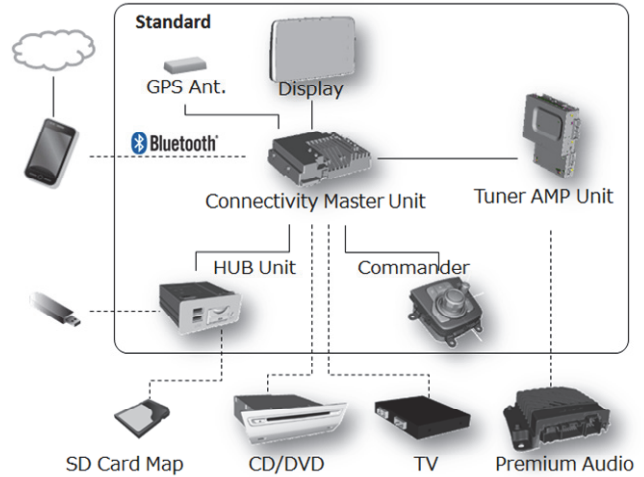 Standard
GPS Ant.
Display
Bluetooth®
Connectivity Master Unit
Tuner AMP Unit
HUB Unit
Commander
SD Card Map
CD/DVD
TV
Premium Audio